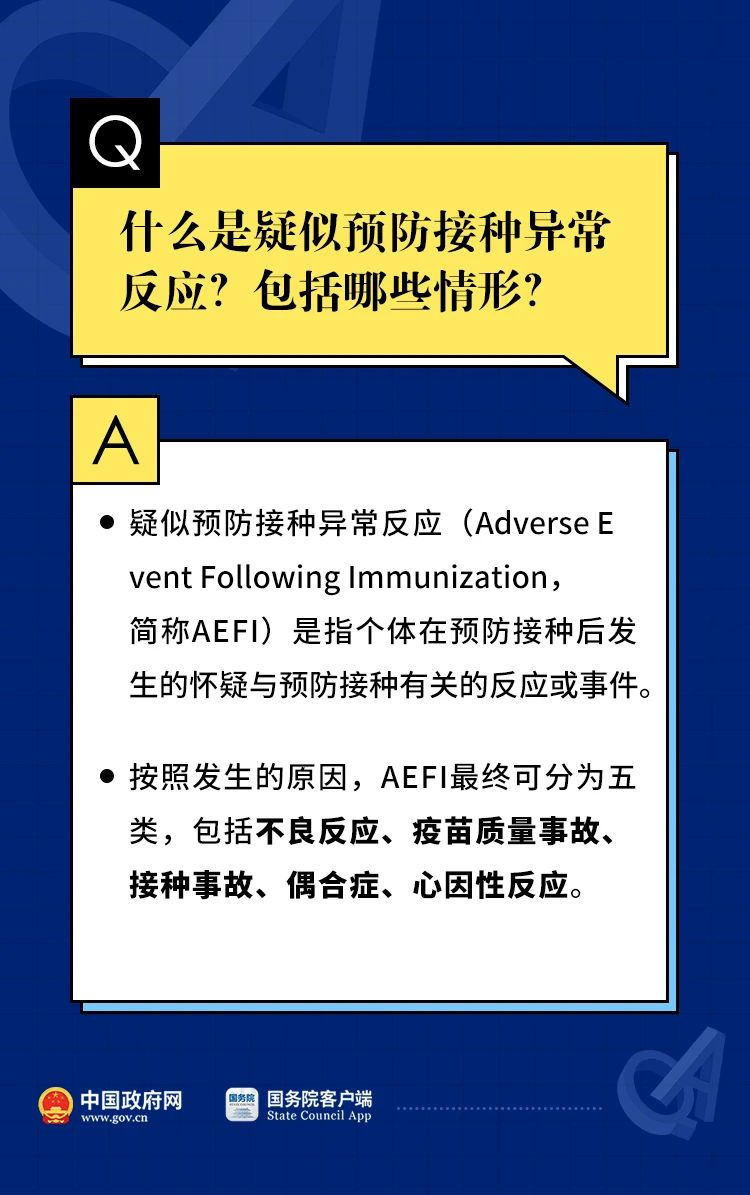 Q
什么是疑似预防接种异常
反应？包括哪些情形？
A
● 疑似预防接种异常反应（Adverse E
vent Following Immunization，
简称AEFI）是指个体在预防接种后发
生的怀疑与预防接种有关的反应或事件。
● 按照发生的原因，AEFI最终可分为五
类，包括不良反应、疫苗质量事故、
接种事故、偶合症、心因性反应。
中国政府网
www.gov.cn
国务院
国务院客户端
State Council App
QA